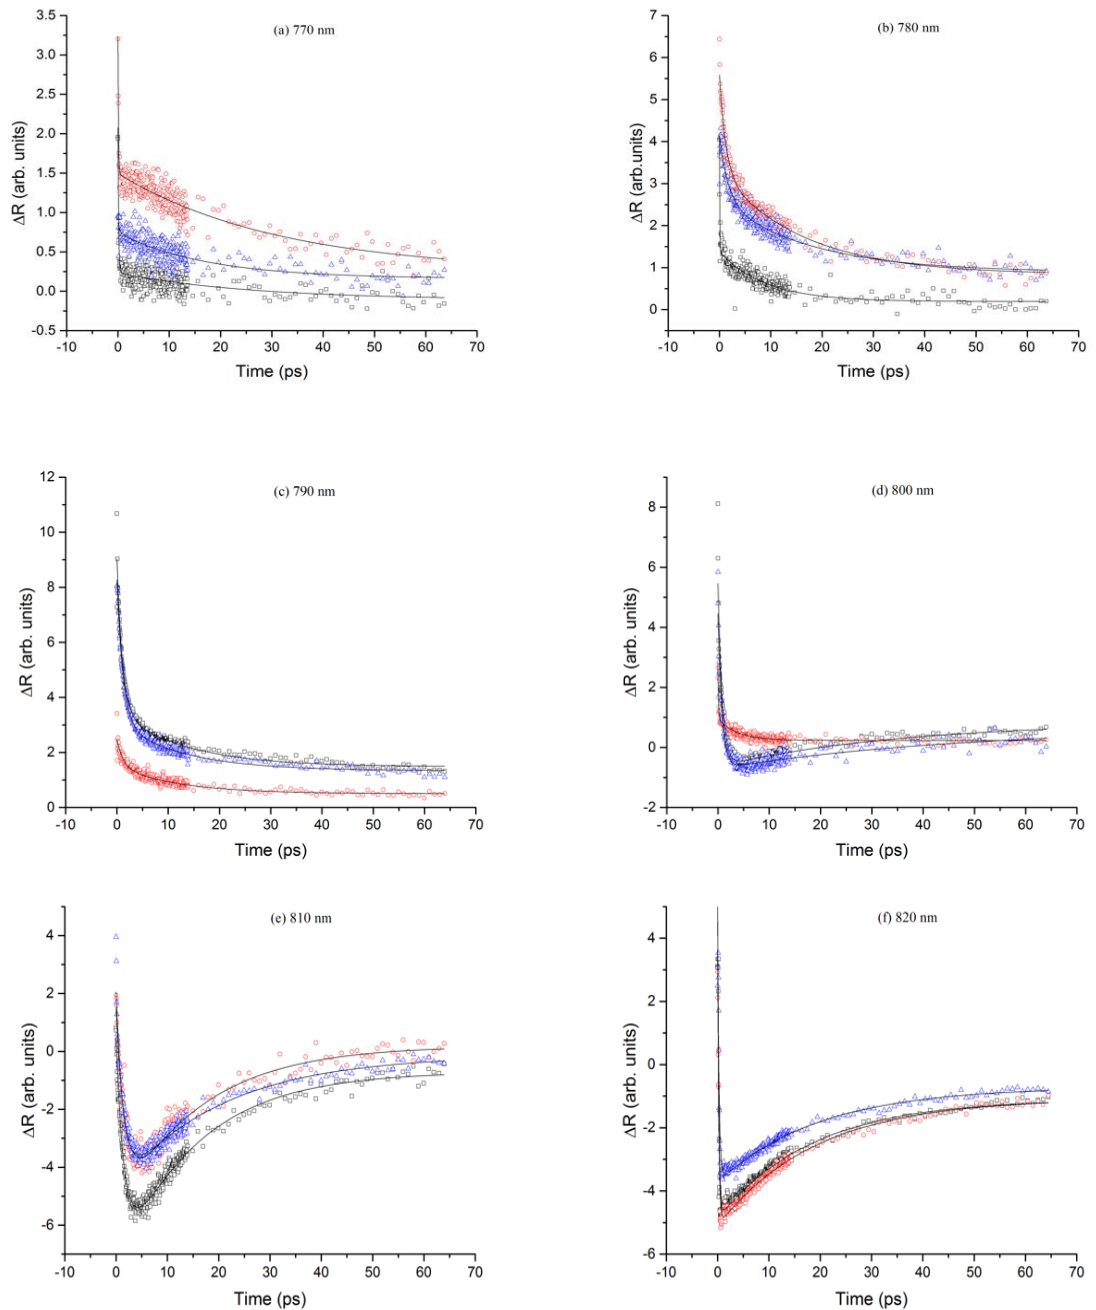 (a) 770 nm
ΔR (arb. units)
3.5
3.0
2.5
2.0
1.5
1.0
0.5
0.0
-0.5
-10 0 10 20 30 40 50 60 70
Time (ps)
(b) 780 nm
ΔR (arb.units)
7
6
5
4
3
2
1
0
-10 0 10 20 30 40 50 60 70
Time (ps)
(c) 790 nm
ΔR (arb. units)
12
10
8
6
4
2
0
-10 0 10 20 30 40 50 60 70
Time (ps)
(d) 800 nm
ΔR (arb. units)
8
6
4
2
0
-2
-10 0 10 20 30 40 50 60 70
Time (ps)
(e) 810 nm
ΔR (arb. units)
4
2
0
-2
-4
-6
-10 0 10 20 30 40 50 60 70
Time (ps)
(f) 820 nm
ΔR (arb. units)
4
2
0
-2
-4
-6
-10 0 10 20 30 40 50 60 70
Time (ps)